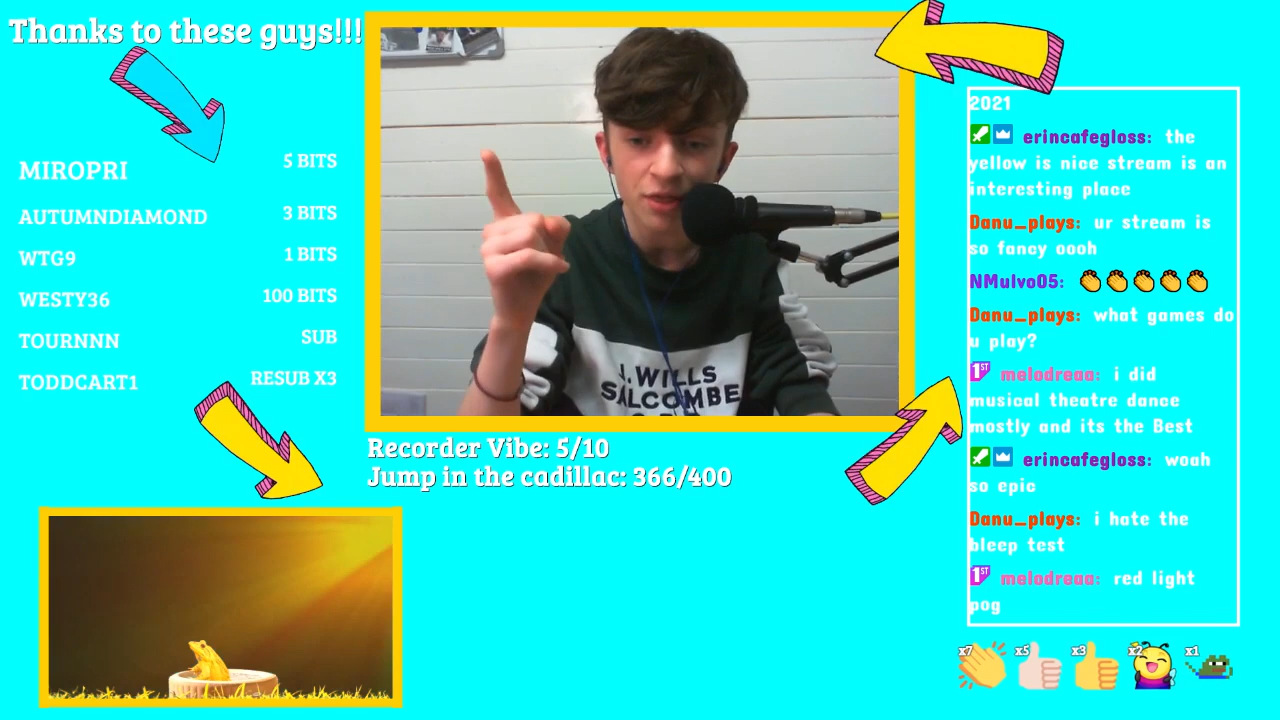 Thanks to these guys!!!
MIROPRI 5 BITS
AUTUMNDIAMOND 3 BITS
WTG9 1 BITS
WESTY36 100 BITS
TOURNNN SUB
TODDCART1 RESUB X3
J.WILLS
SALCOMBE
Recorder Vibe: 5/10
Jump in the cadillac: 366/400
2021
erincafegloss: the
yellow is nice stream is an
interesting place
Danu_plays: ur stream is
so fancy oooh
NMulvo05: 👏👏👏👏👏
Danu_plays: what games do
u play?
1ST melodreaa: i did
musical theatre dance
mostly and its the Best
erincafegloss: woah
so epic
Danu_plays: i hate the
bleep test
1ST melodreaa: red light
pog
x7 x5 x3 x2 x1